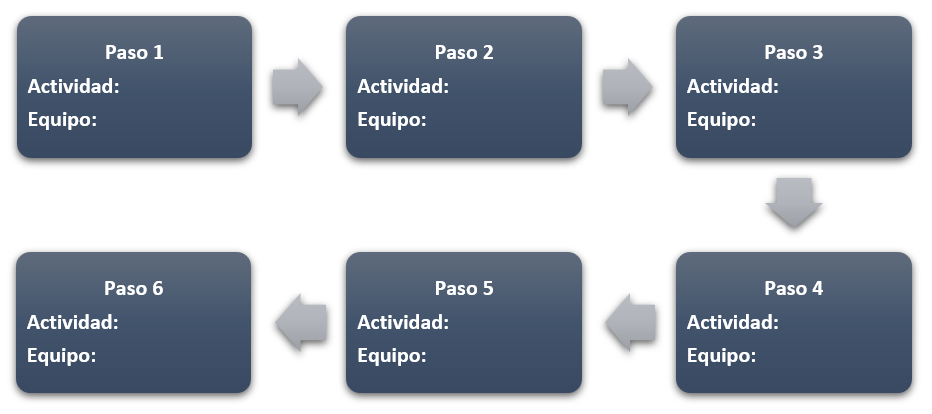 Paso 1
Actividad:
Equipo:
Paso 2
Actividad:
Equipo:
Paso 3
Actividad:
Equipo:
Paso 4
Actividad:
Equipo:
Paso 5
Actividad:
Equipo:
Paso 6
Actividad:
Equipo: